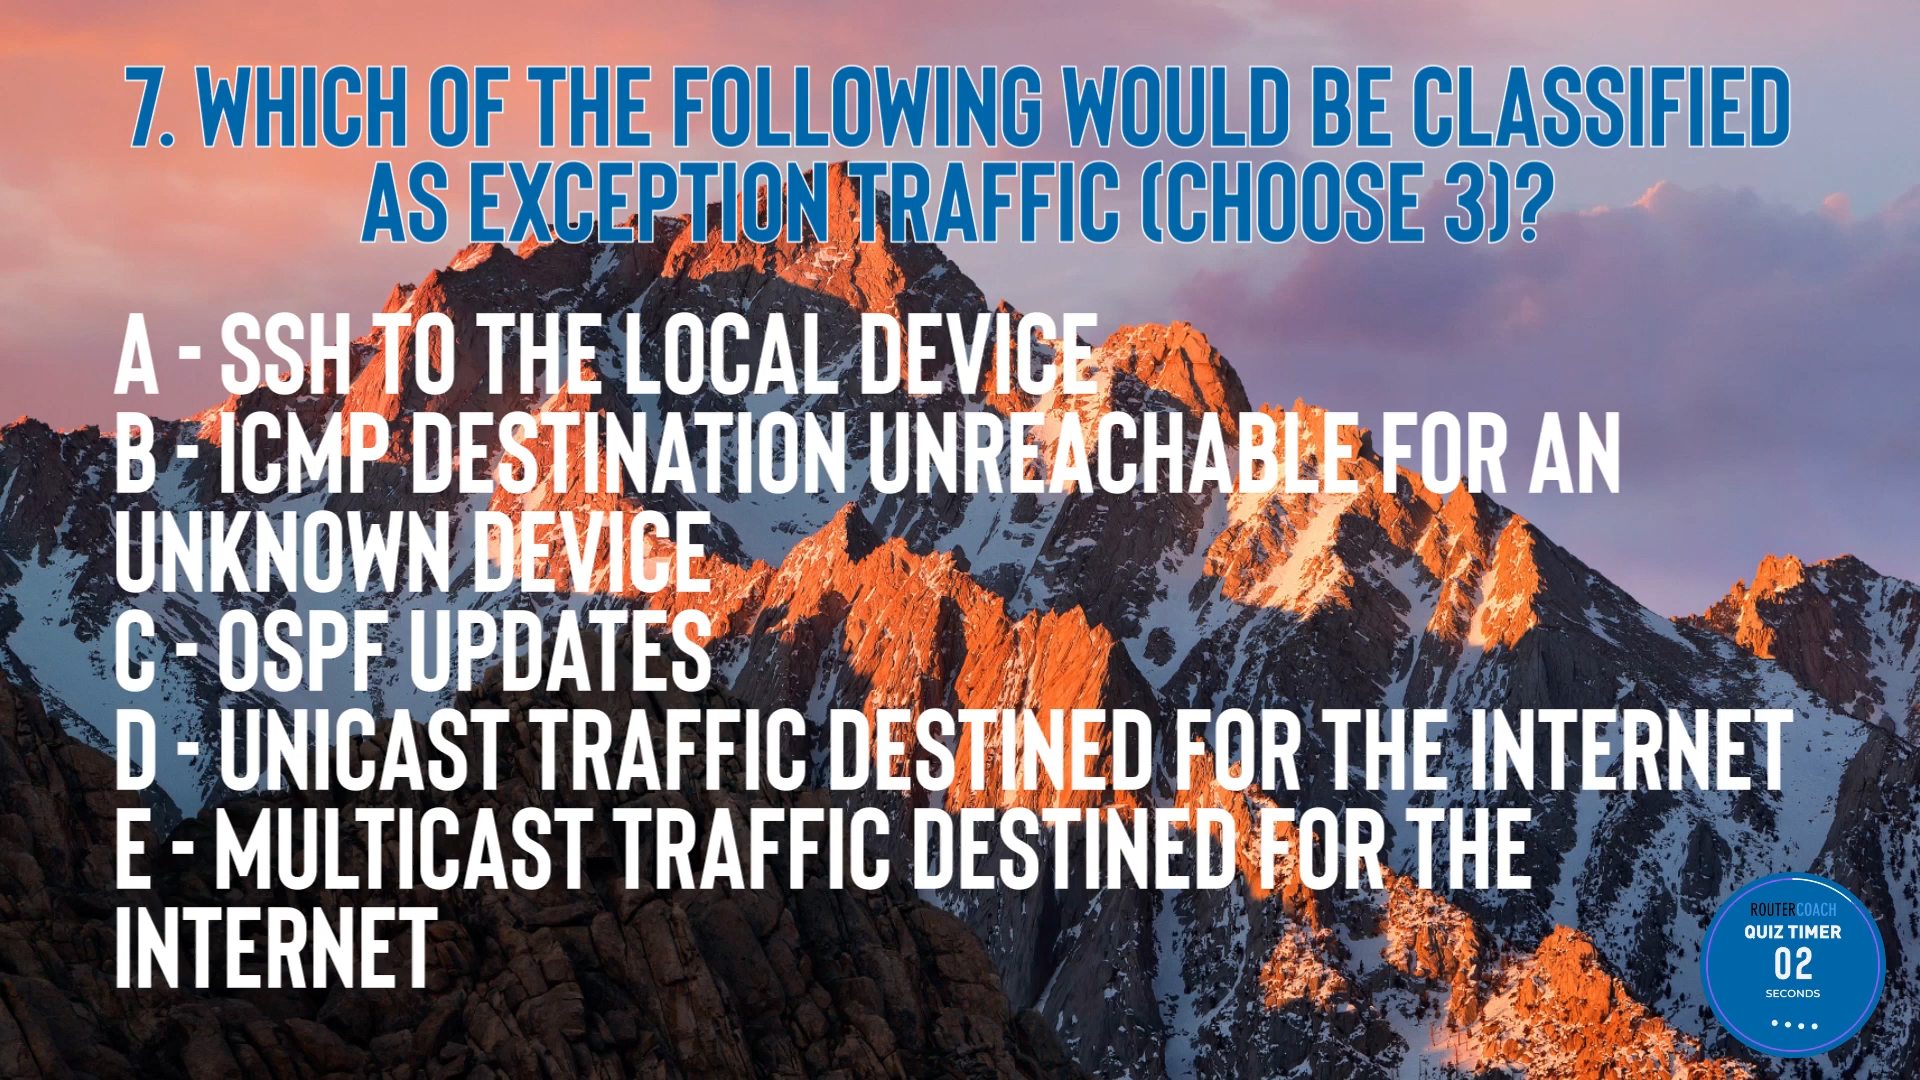 7. WHICH OF THE FOLLOWING WOULD BE CLASSIFIED
AS EXCEPTION TRAFFIC (CHOOSE 3)?
A - SSH TO THE LOCAL DEVICE
B - ICMP DESTINATION UNREACHABLE FOR AN
UNKNOWN DEVICE
C - OSPF UPDATES
D - UNICAST TRAFFIC DESTINED FOR THE INTERNET
E - MULTICAST TRAFFIC DESTINED FOR THE
INTERNET
ROUTERCOACH
QUIZ TIMER
02
SECONDS